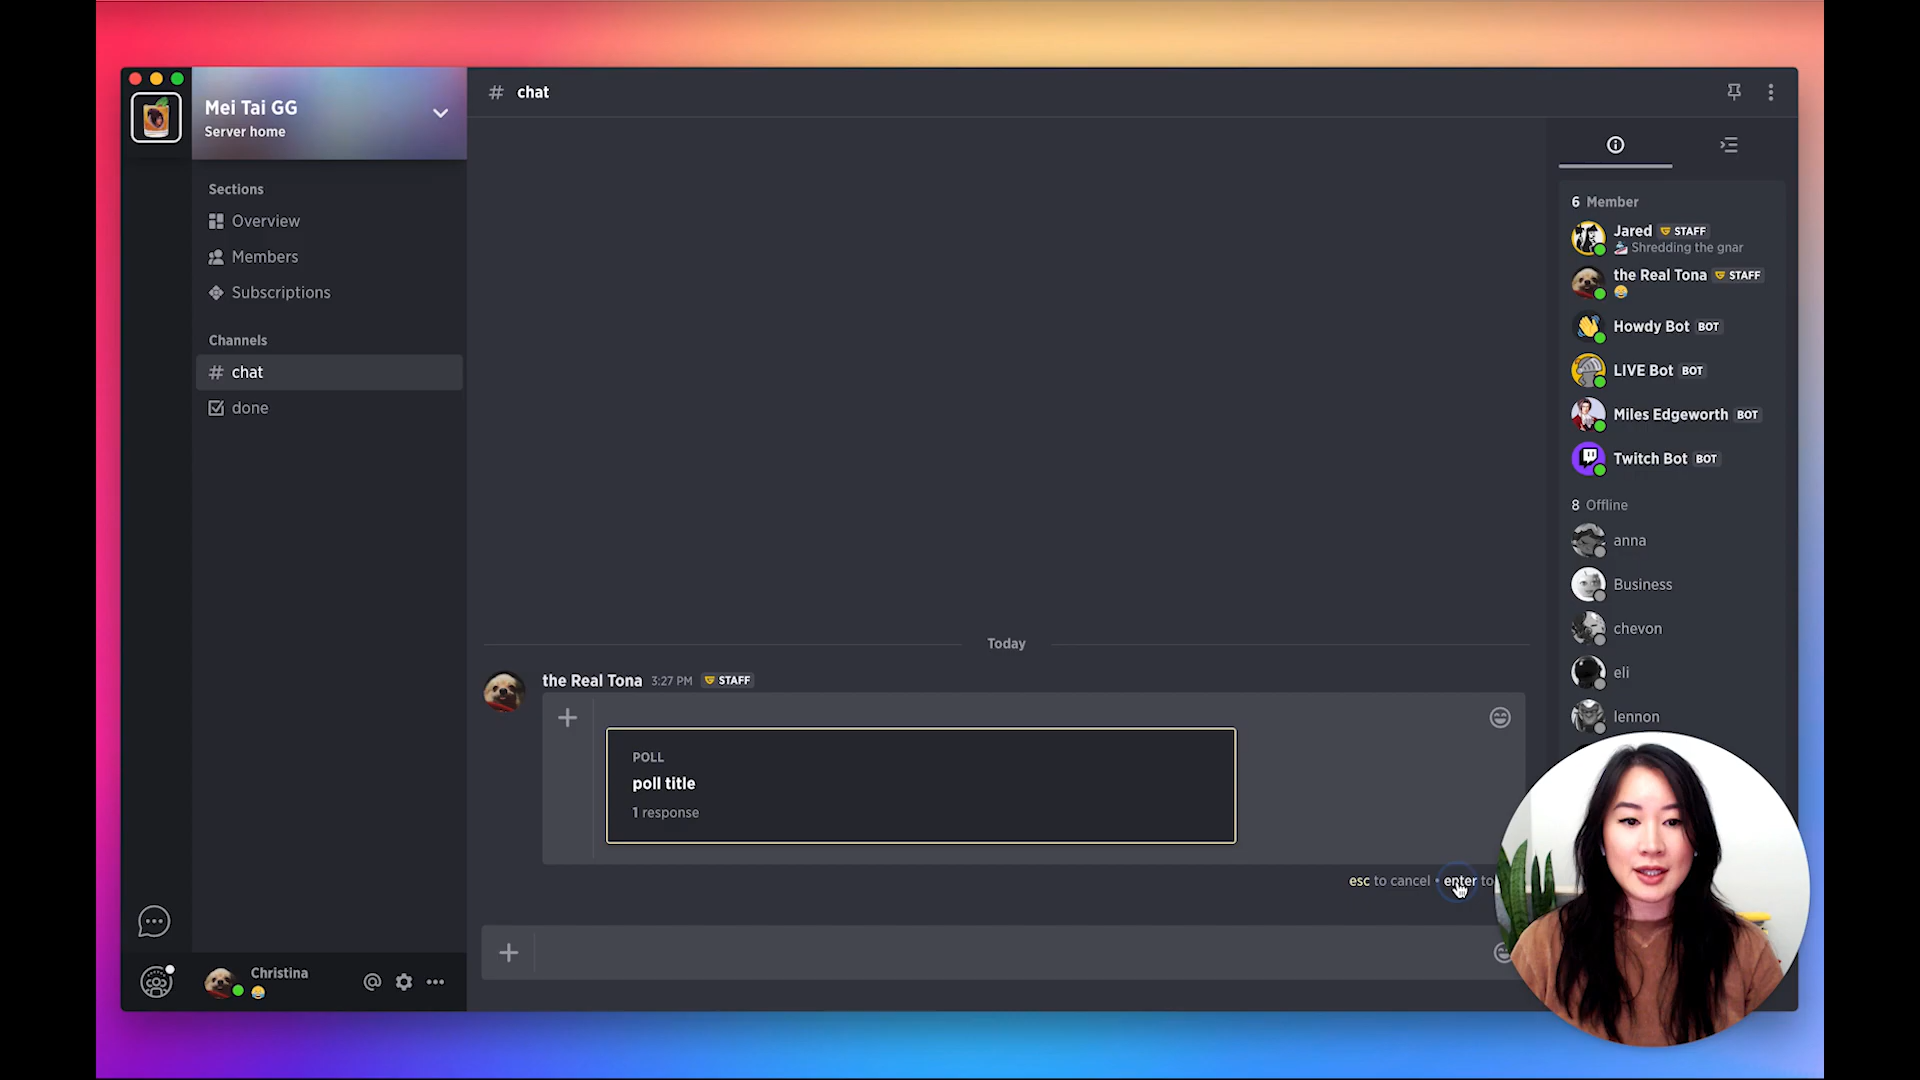 Mei Tai GG
Server home
Sections
Overview
Members
Subscriptions
Channels
# chat
done
Christina
# chat
Today
the Real Tona 3:27 PM STAFF
POLL
poll title
1 response
esc to cancel • enter to
6 Member
Jared STAFF
Shredding the gnar
the Real Tona STAFF
Howdy Bot BOT
LIVE Bot BOT
Miles Edgeworth BOT
Twitch Bot BOT
8 Offline
anna
Business
chevon
eli
lennon